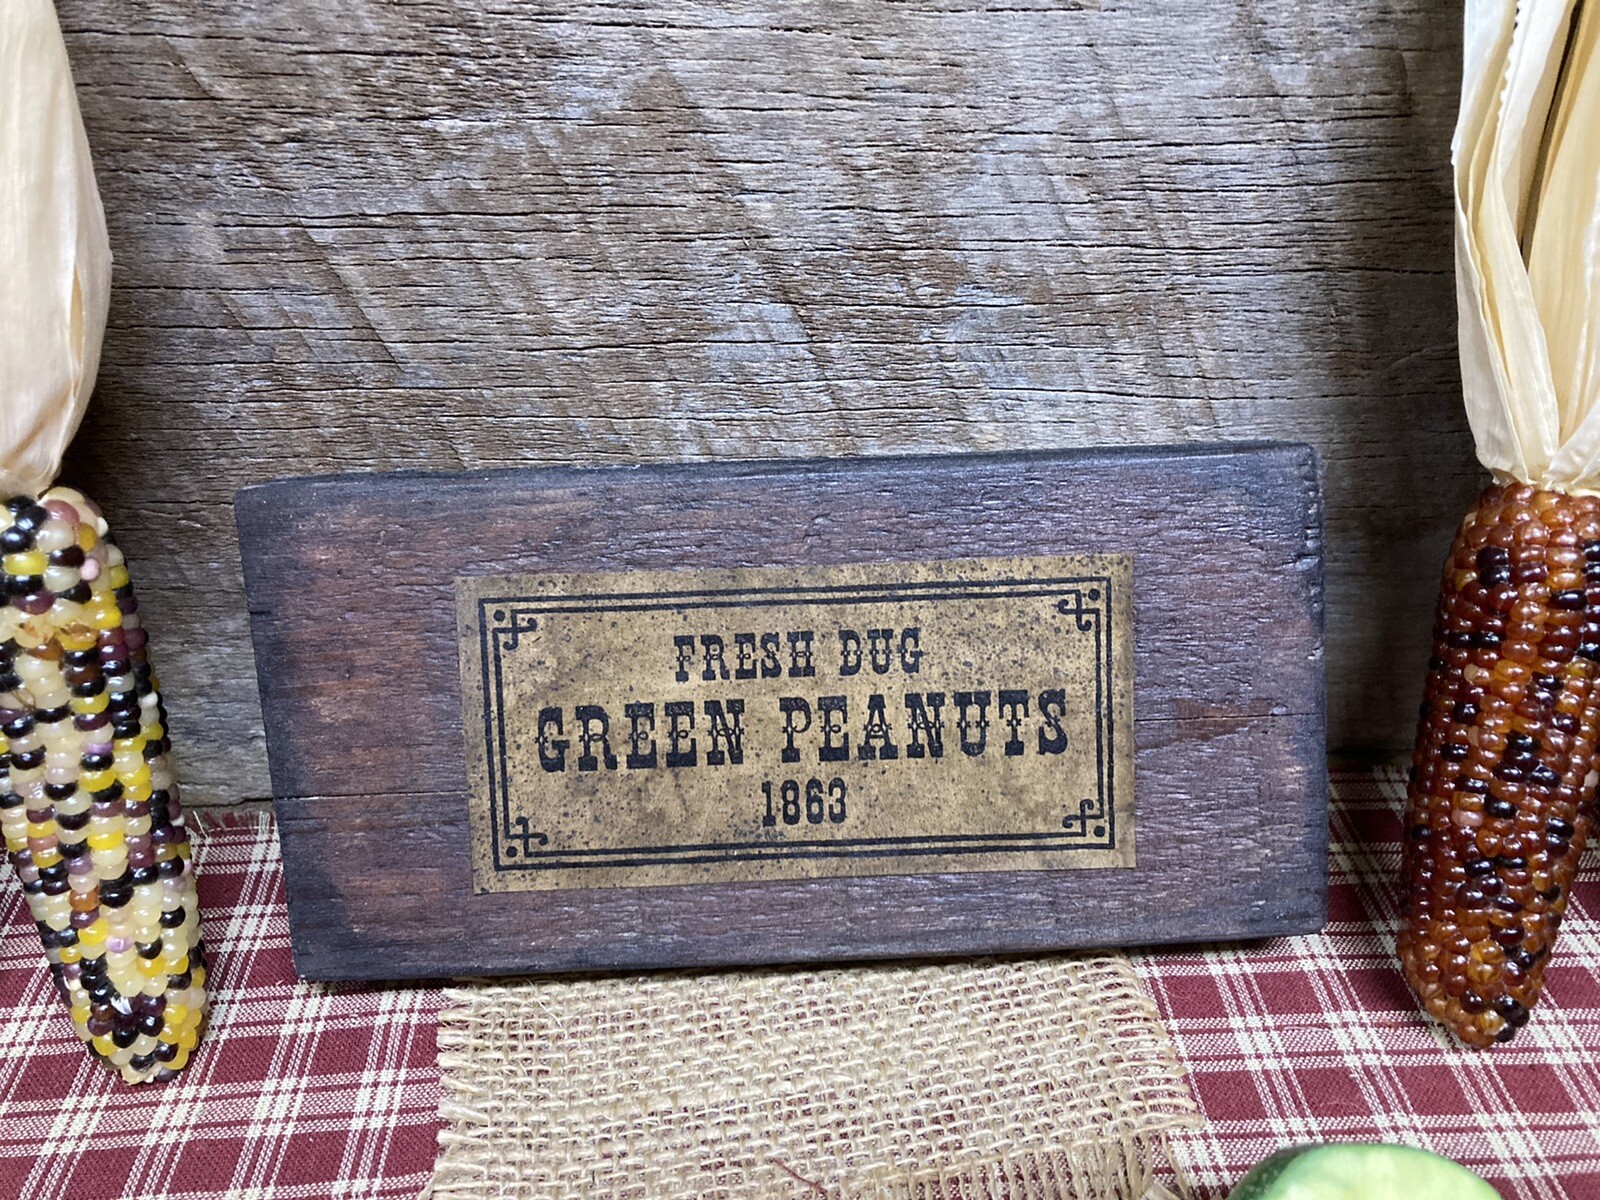 FRESH DUG
GREEN PEANUTS
1863